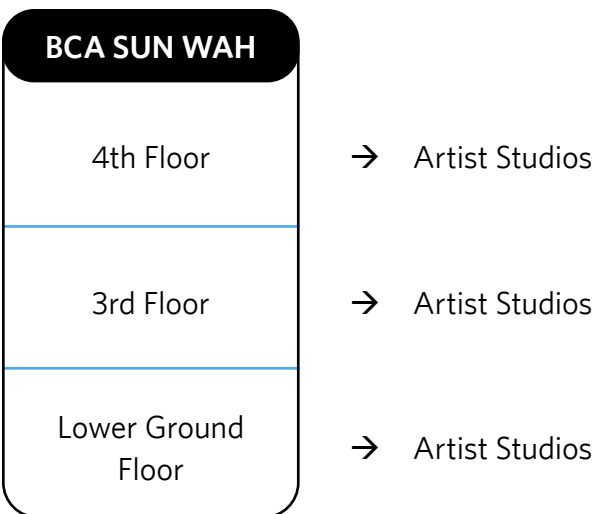 BCA SUN WAH
4th Floor → Artist Studios
3rd Floor → Artist Studios
Lower Ground
Floor → Artist Studios